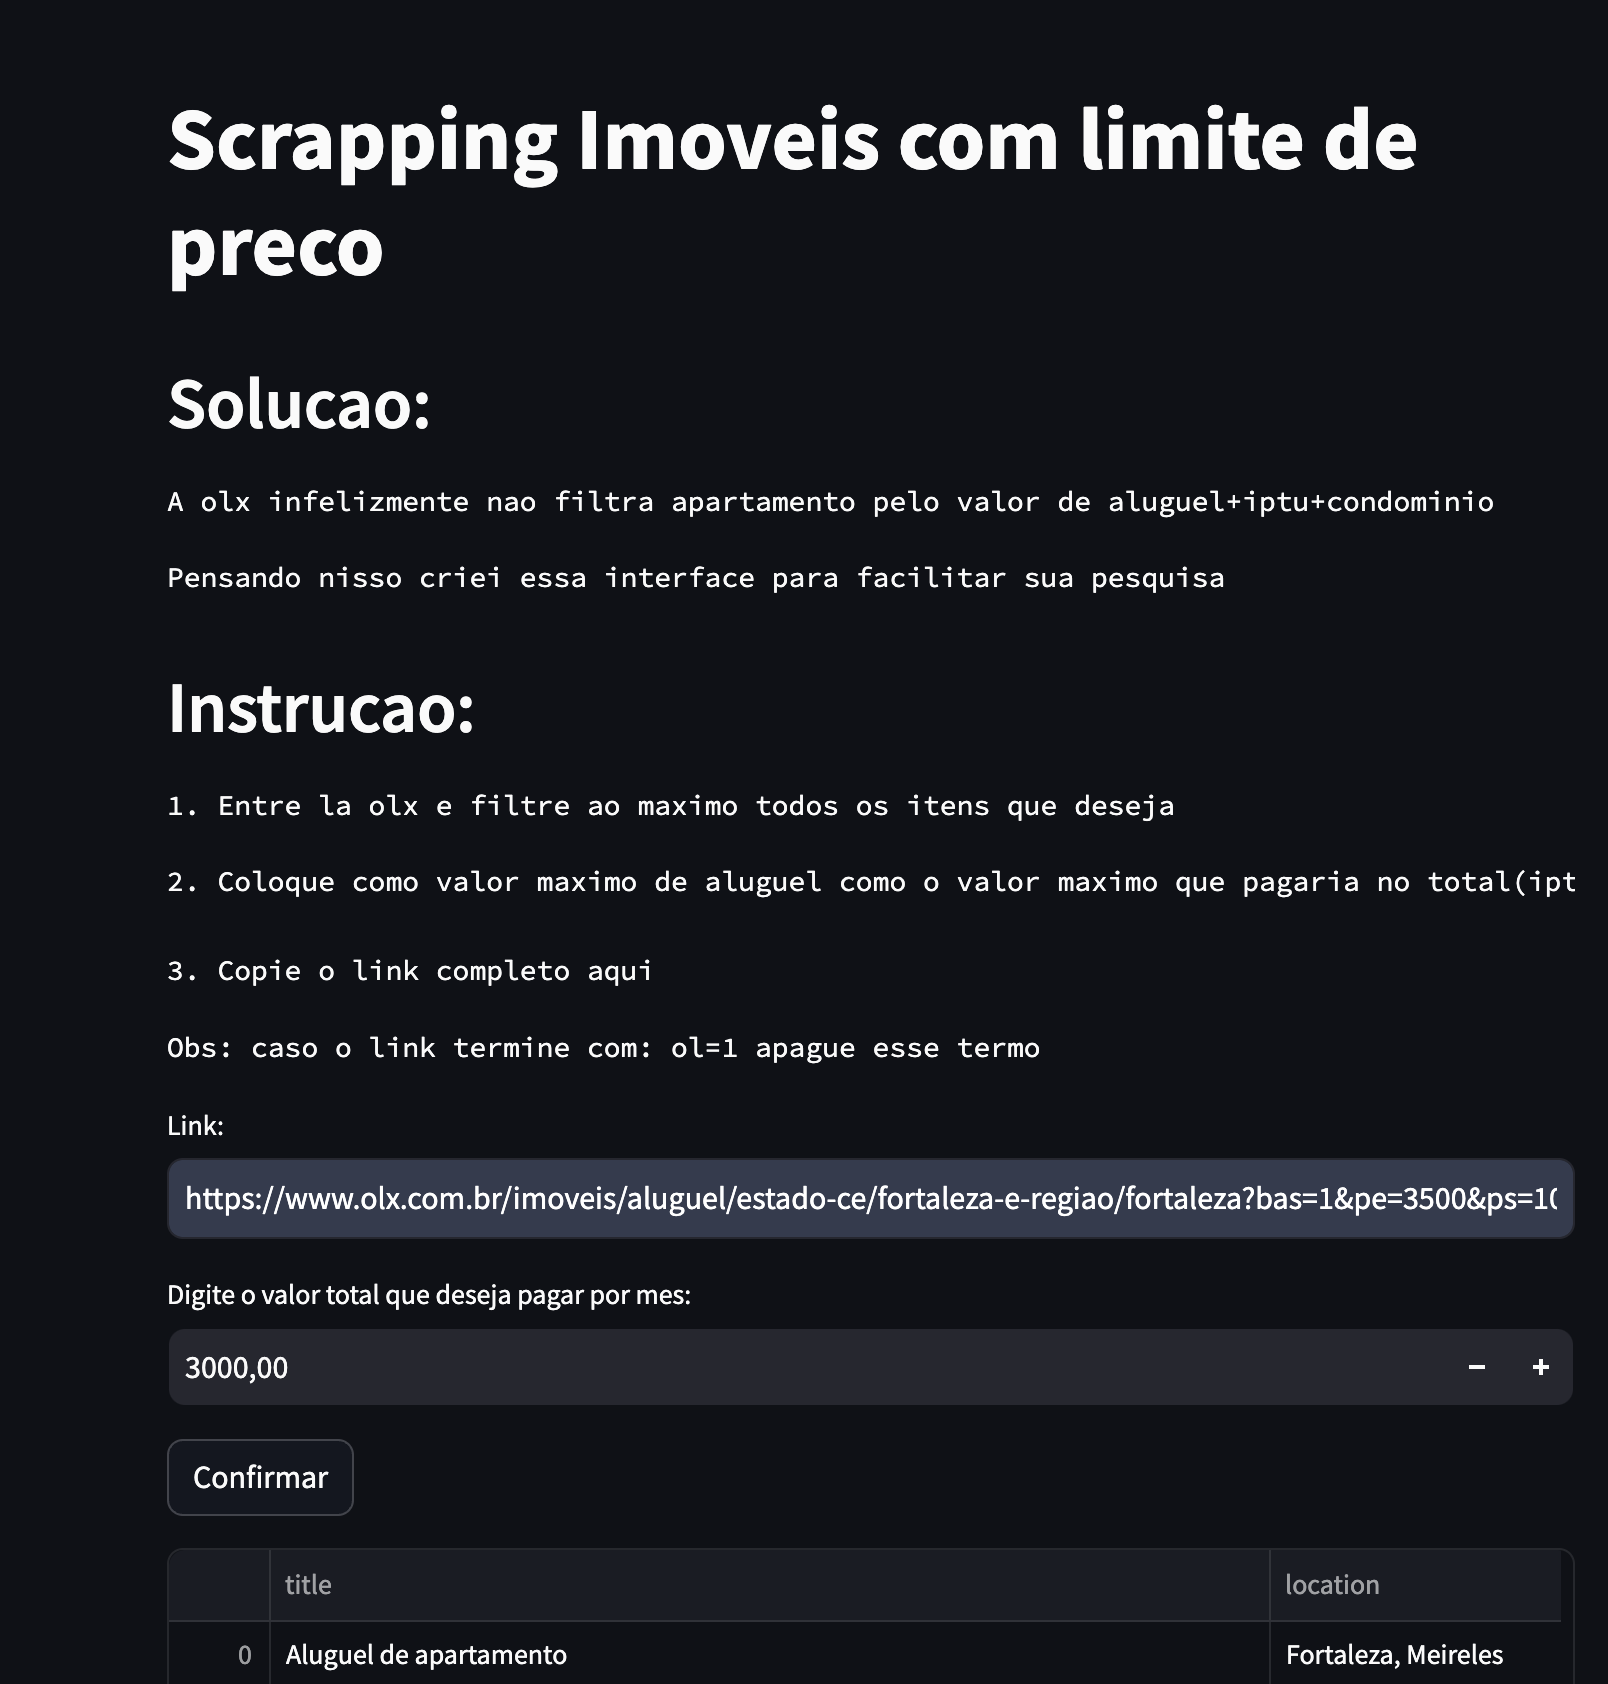 Scrapping Imoveis com limite de
preco
Solucao:
A olx infelizmente nao filtra apartamento pelo valor de aluguel+iptu+condominio
Pensando nisso criei essa interface para facilitar sua pesquisa
Instrucao:
1. Entre la olx e filtre ao maximo todos os itens que deseja
2. Coloque como valor maximo de aluguel como o valor maximo que pagaria no total(ipt
3. Copie o link completo aqui
Obs: caso o link termine com: ol=1 apague esse termo
Link:
https://www.olx.com.br/imoveis/aluguel/estado-ce/fortaleza-e-regiao/fortaleza?bas=1&pe=3500&ps=10
Digite o valor total que deseja pagar por mes:
3000,00 − +
Confirmar
title location
0 Aluguel de apartamento Fortaleza, Meireles